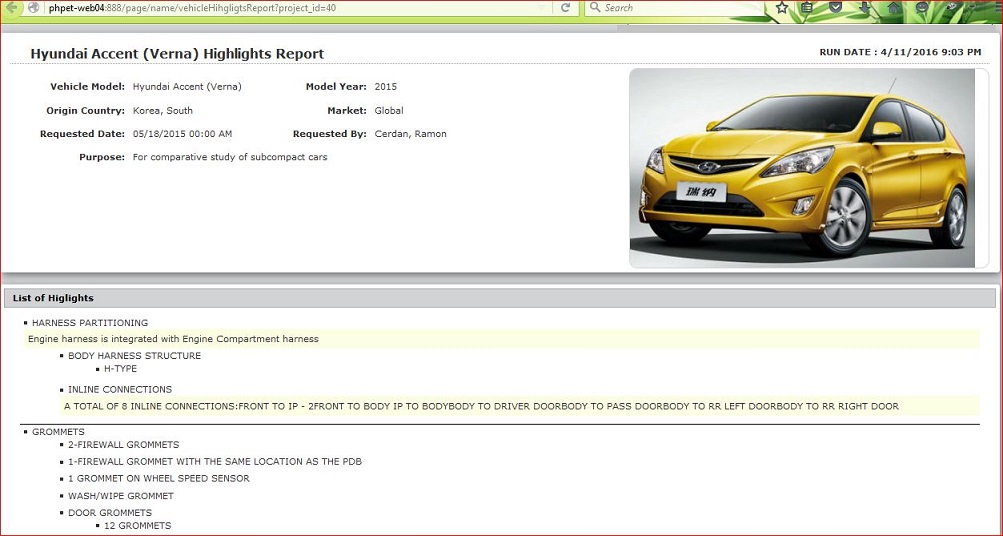 phpet-web04:888/page/name/vehicleHihgligtsReport?project_id=40
Search
Hyundai Accent (Verna) Highlights Report
RUN DATE : 4/11/2016 9:03 PM
Vehicle Model: Hyundai Accent (Verna) Model Year: 2015
Origin Country: Korea, South Market: Global
Requested Date: 05/18/2015 00:00 AM Requested By: Cerdan, Ramon
Purpose: For comparative study of subcompact cars
瑞纳
List of Higlights
HARNESS PARTITIONING
Engine harness is integrated with Engine Compartment harness
BODY HARNESS STRUCTURE
H-TYPE
INLINE CONNECTIONS
A TOTAL OF 8 INLINE CONNECTIONS:FRONT TO IP - 2FRONT TO BODY IP TO BODYBODY TO DRIVER DOORBODY TO PASS DOORBODY TO RR LEFT DOORBODY TO RR RIGHT DOOR
GROMMETS
2-FIREWALL GROMMETS
1-FIREWALL GROMMET WITH THE SAME LOCATION AS THE PDB
1 GROMMET ON WHEEL SPEED SENSOR
WASH/WIPE GROMMET
DOOR GROMMETS
12 GROMMETS